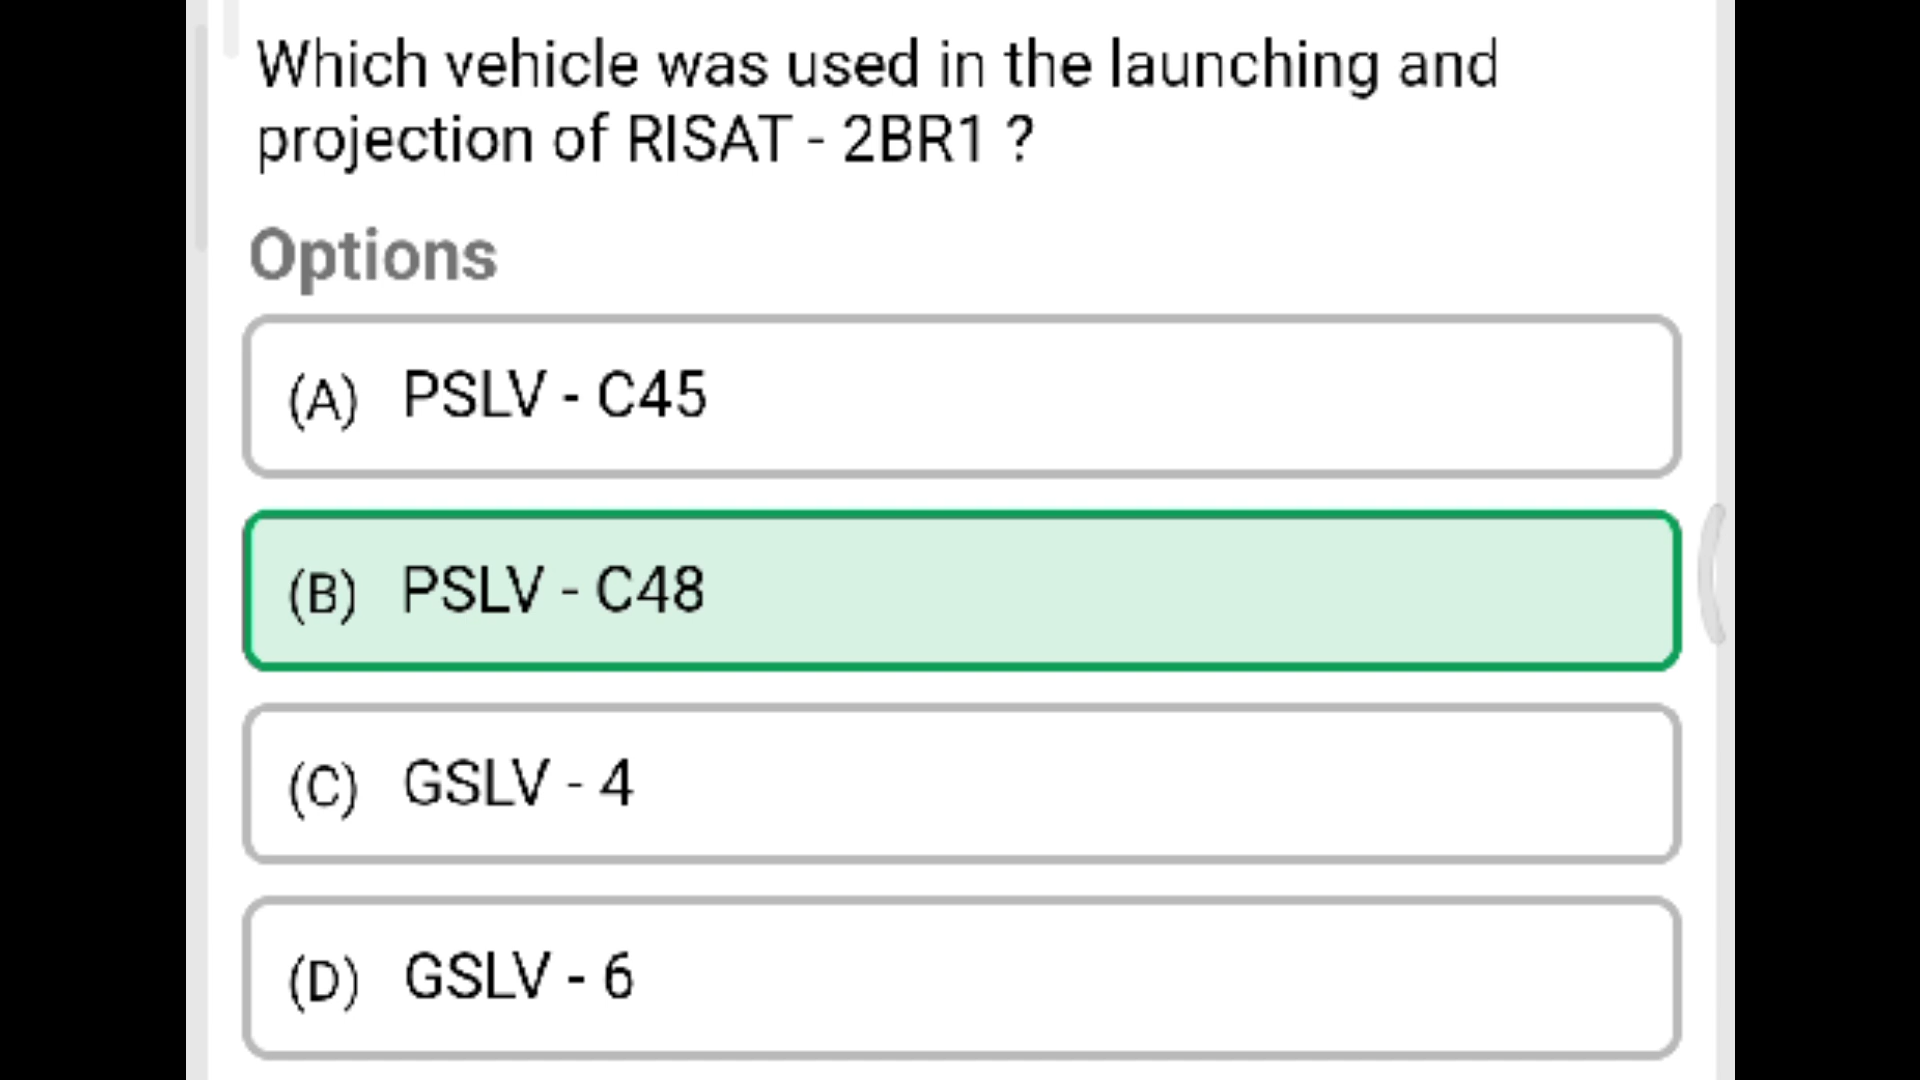 Which vehicle was used in the launching and
projection of RISAT - 2BR1 ?
Options
(A) PSLV - C45
(B) PSLV - C48
(C) GSLV - 4
(D) GSLV - 6